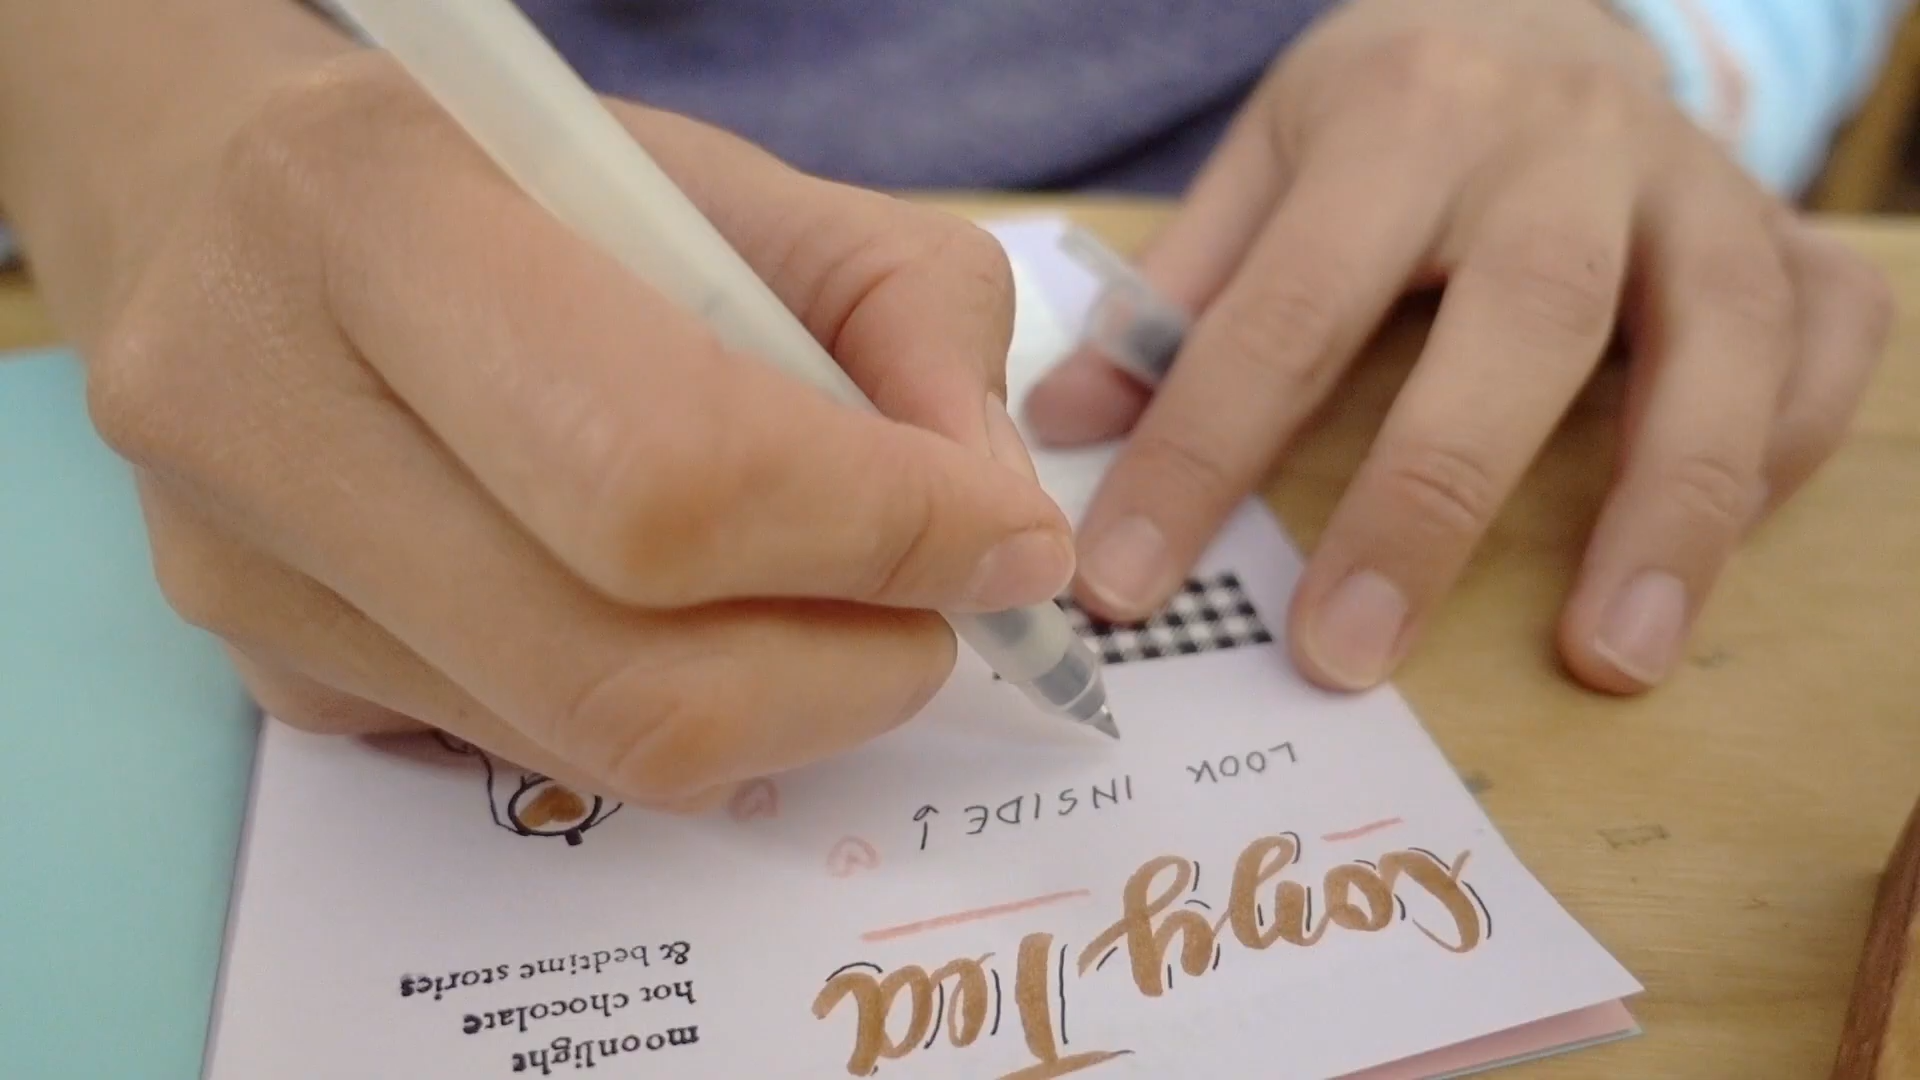 Cozy Tea
LOOK INSIDE
moonlight
hot chocolate
& bedtime stories